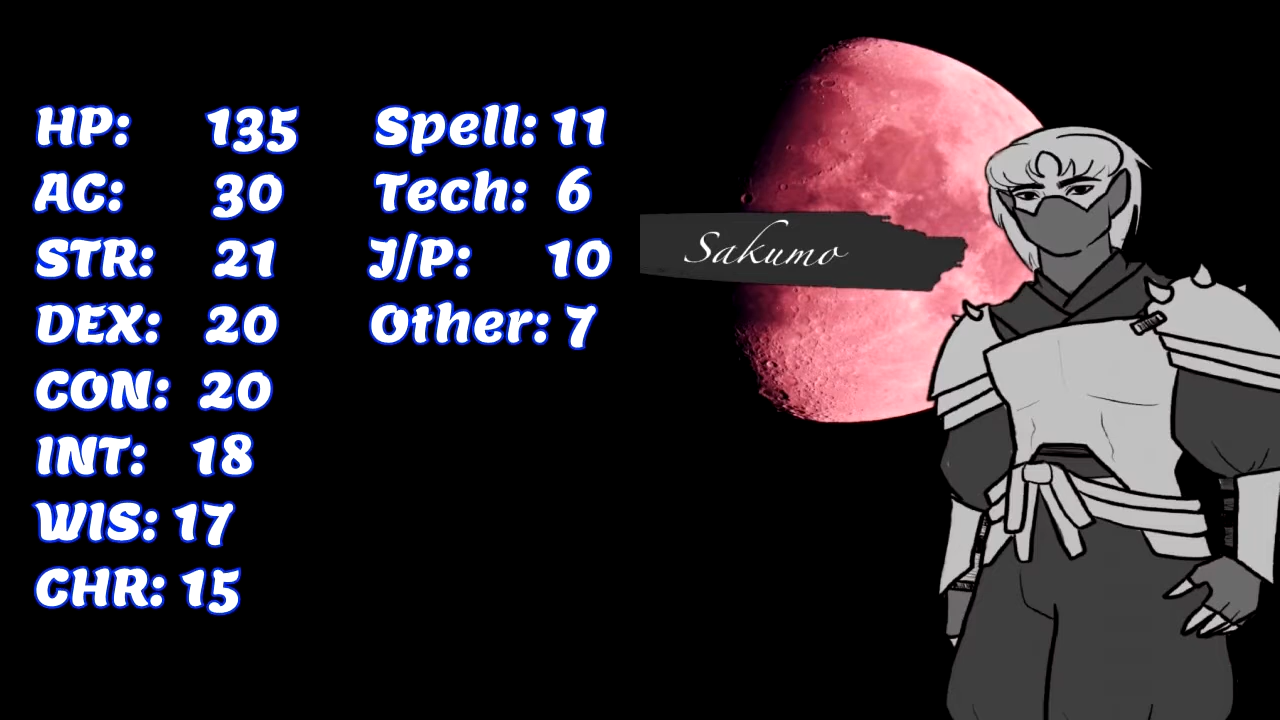 HP: 135
AC: 30
STR: 21
DEX: 20
CON: 20
INT: 18
WIS: 17
CHR: 15
Spell: 11
Tech: 6
J/P: 10
Other: 7
Sakumo